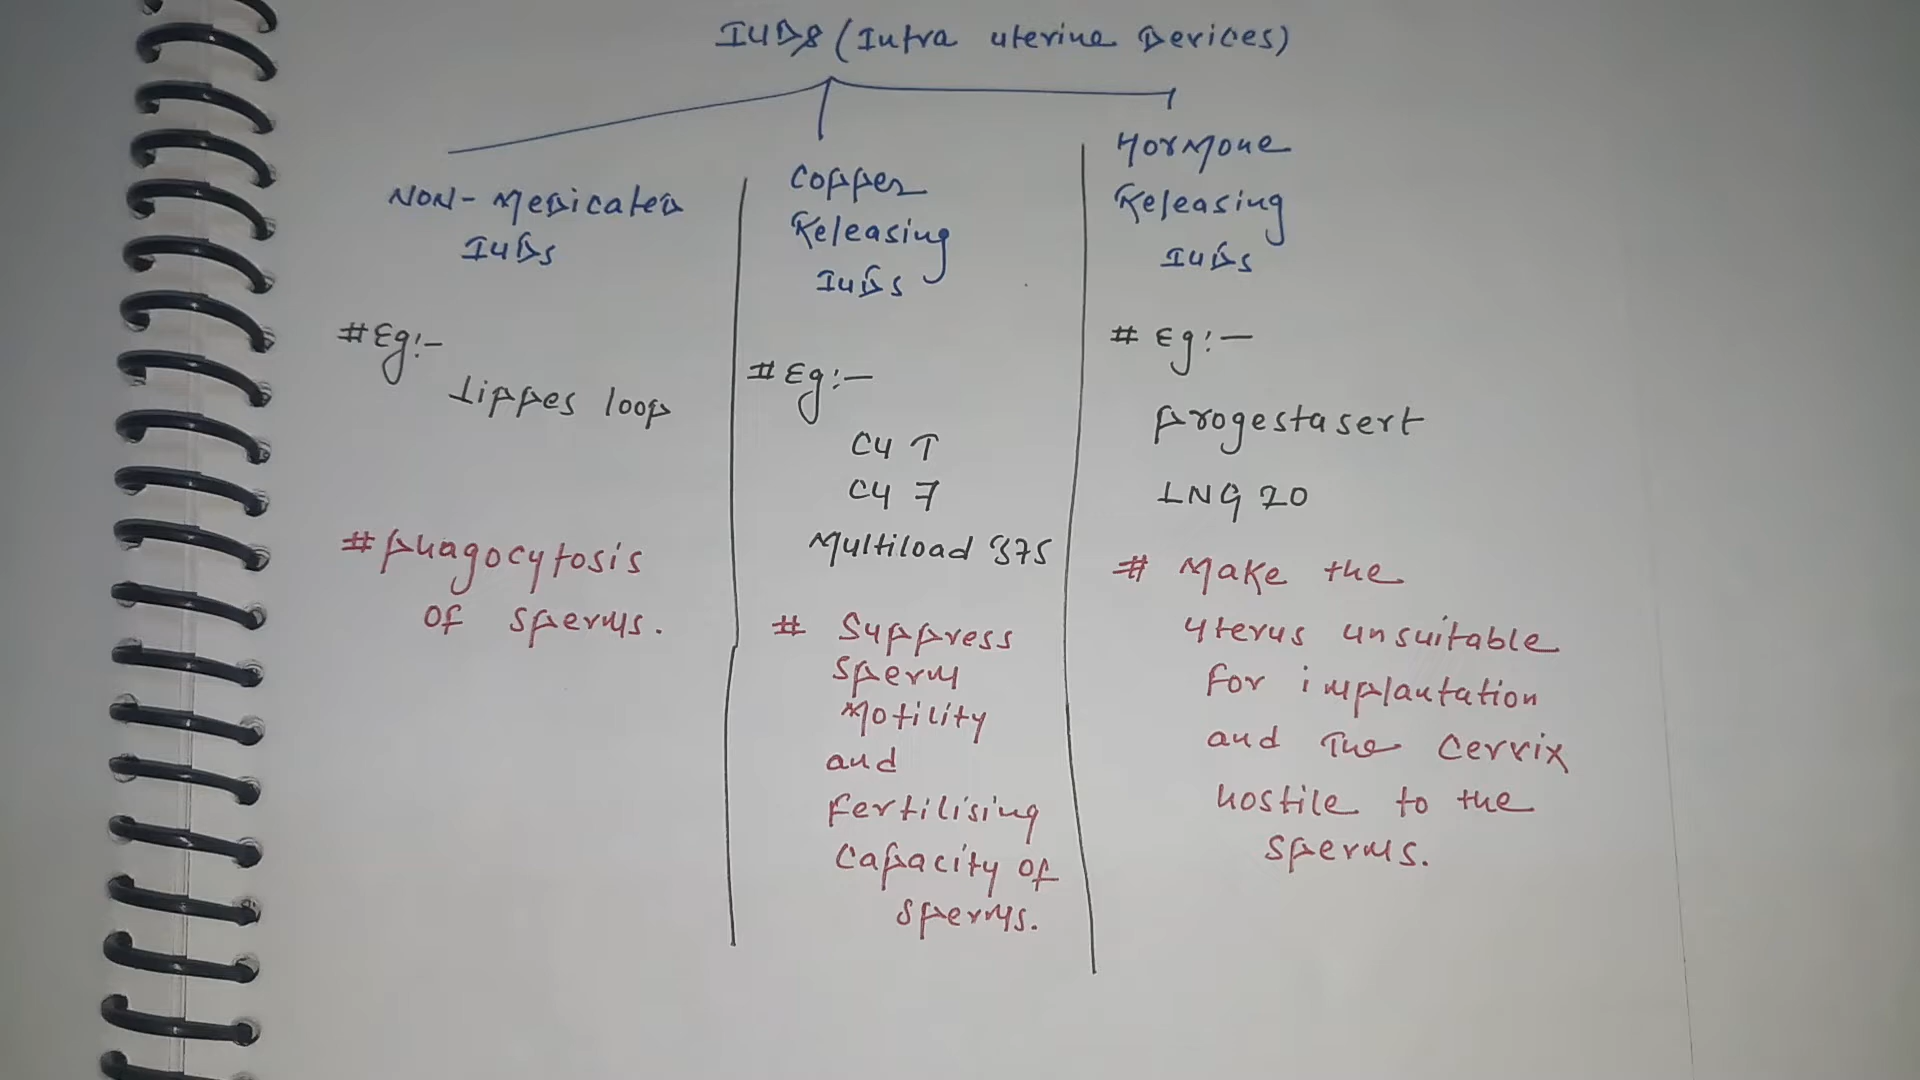 IUDs (Intra uterine Devices)
Non-Medicated
IUDs
#Eg:-
Lippes loop
#Phagocytosis
of sperms.
Copper
Releasing
IUDs
#Eg:-
Cu T
Cu 7
Multiload 375
# Suppress
sperm
Motility
and
fertilising
capacity of
sperms.
Hormone
Releasing
IUDs
# Eg:-
Progestasert
LNG 20
# Make the
uterus unsuitable
for implantation
and the cervix
hostile to the
sperms.